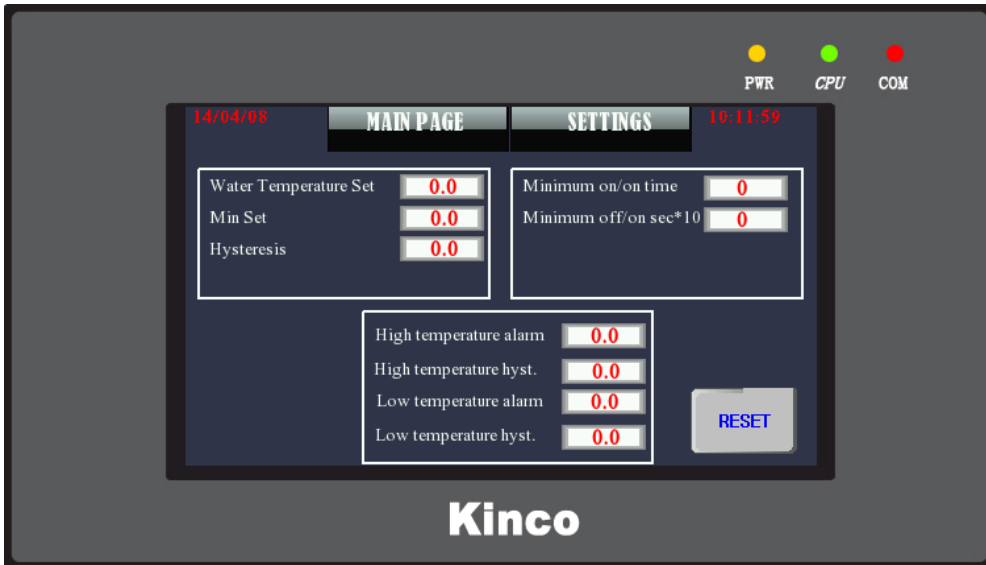 PWR CPU COM
14/04/08 MAIN PAGE SETTINGS 10:11:59
Water Temperature Set 0.0
Min Set 0.0
Hysteresis 0.0
Minimum on/on time 0
Minimum off/on sec*10 0
High temperature alarm 0.0
High temperature hyst. 0.0
Low temperature alarm 0.0
Low temperature hyst. 0.0
RESET
Kinco